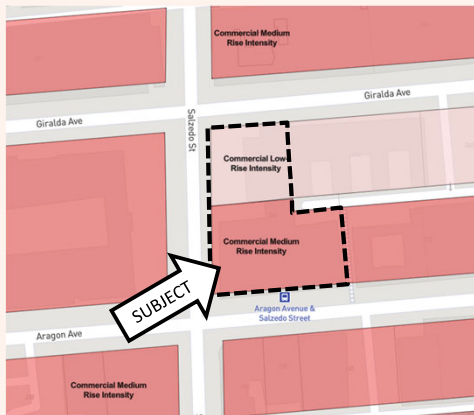 Commercial Medium
Rise Intensity
Giralda Ave
Giralda Ave
Salzedo St
Commercial Low-
Rise Intensity
Commercial Medium
Rise Intensity
SUBJECT
Aragon Avenue &
Salzedo Street
Aragon Ave
Commercial Medium
Rise Intensity